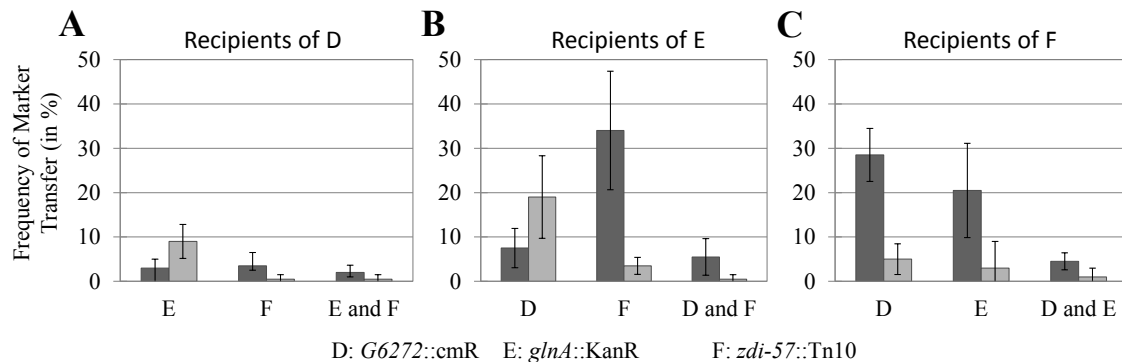 A Recipients of D B Recipients of E C Recipients of F
Frequency of Marker
Transfer (in %)
50 50 50
40 40 40
30 30 30
20 20 20
10 10 10
0 0 0
E F E and F D F D and F D E D and E
D: G6272::cmR E: glnA::KanR F: zdi-57::Tn10